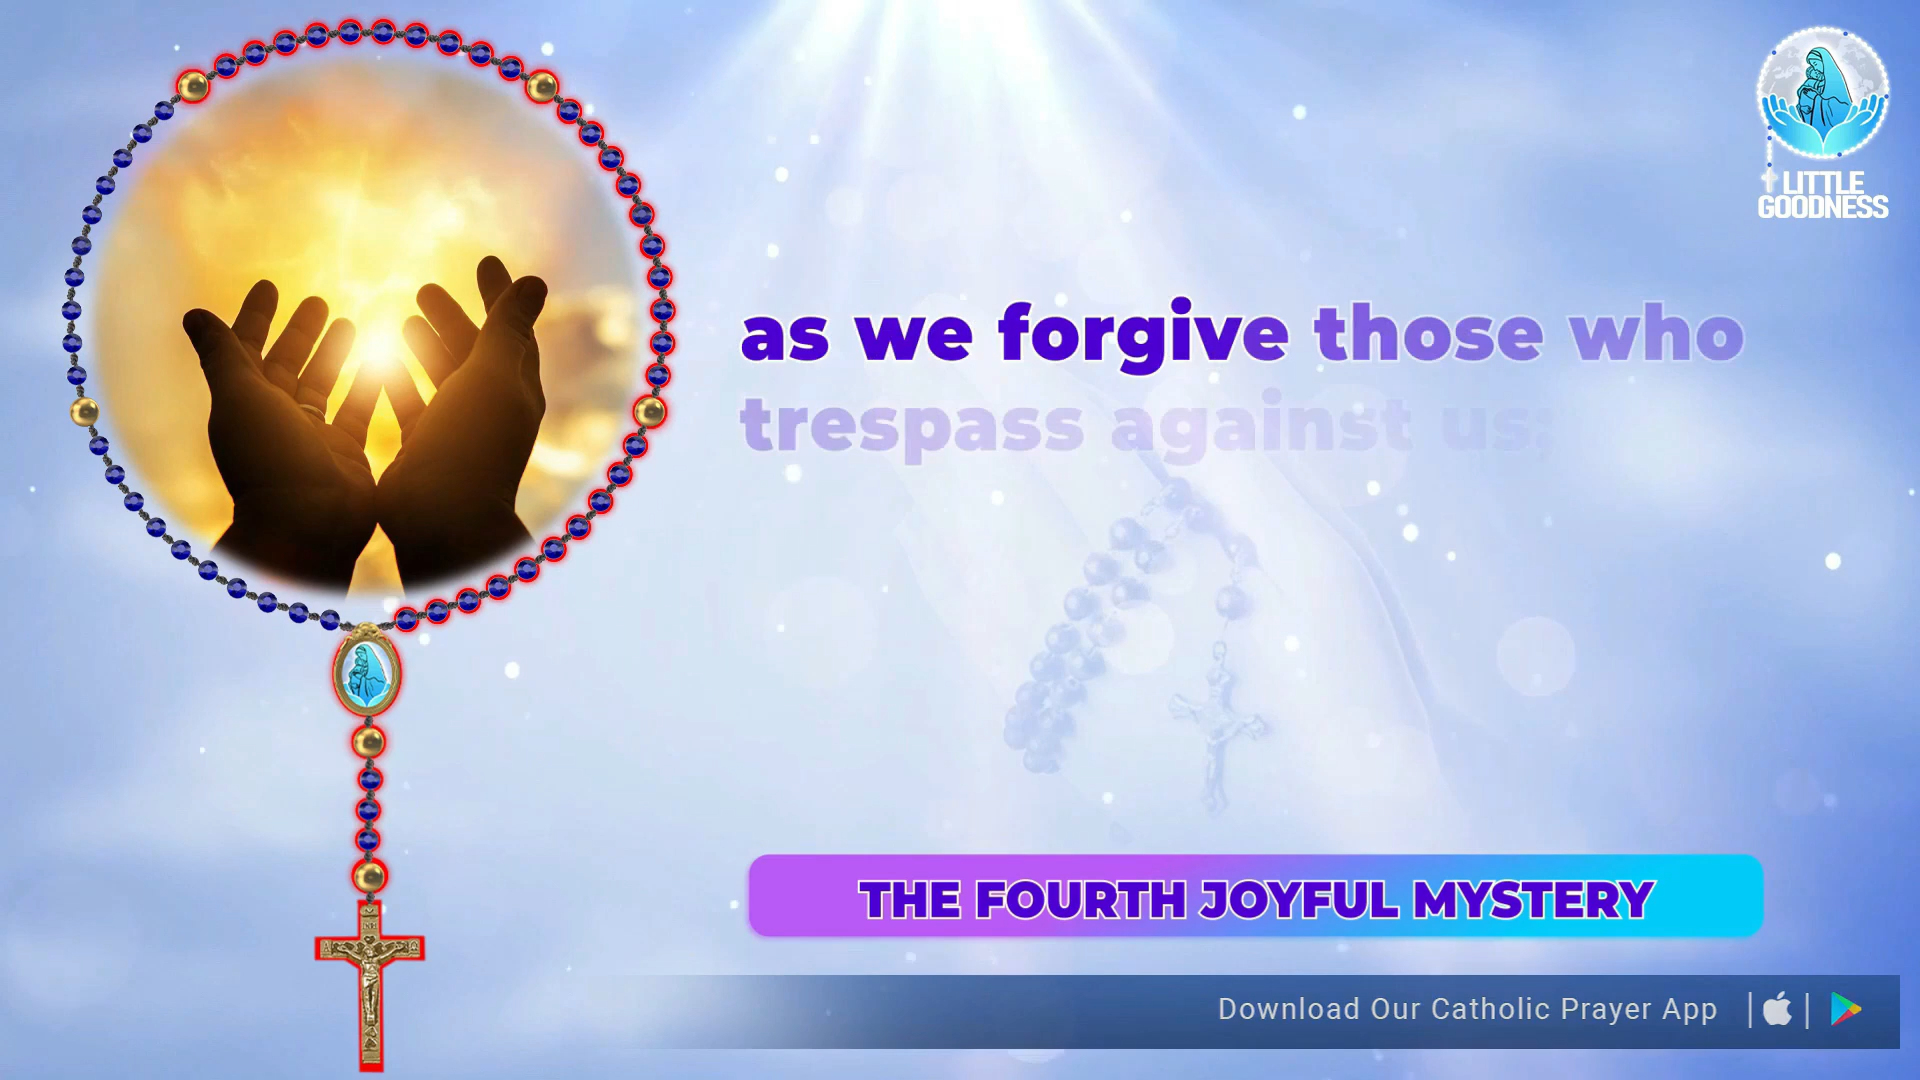 LITTLE
GOODNESS
as we forgive those who
trespass against us;
THE FOURTH JOYFUL MYSTERY
Download Our Catholic Prayer App